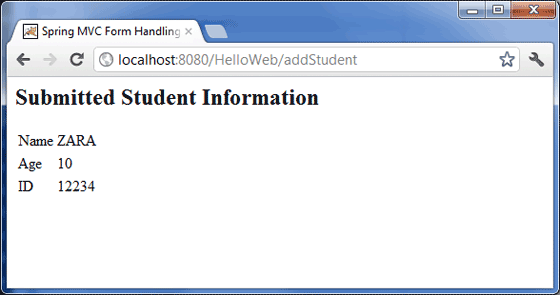 Spring MVC Form Handling
localhost:8080/HelloWeb/addStudent
Submitted Student Information
Name ZARA
Age 10
ID 12234